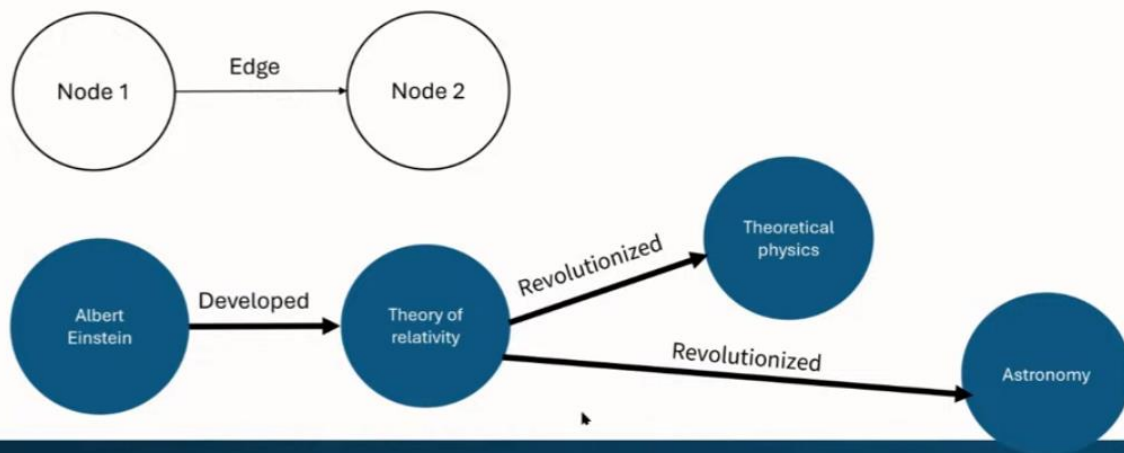 Node 1
Edge
Node 2
Albert
Einstein
Developed
Theory of
relativity
Revolutionized
Theoretical
physics
Revolutionized
Astronomy